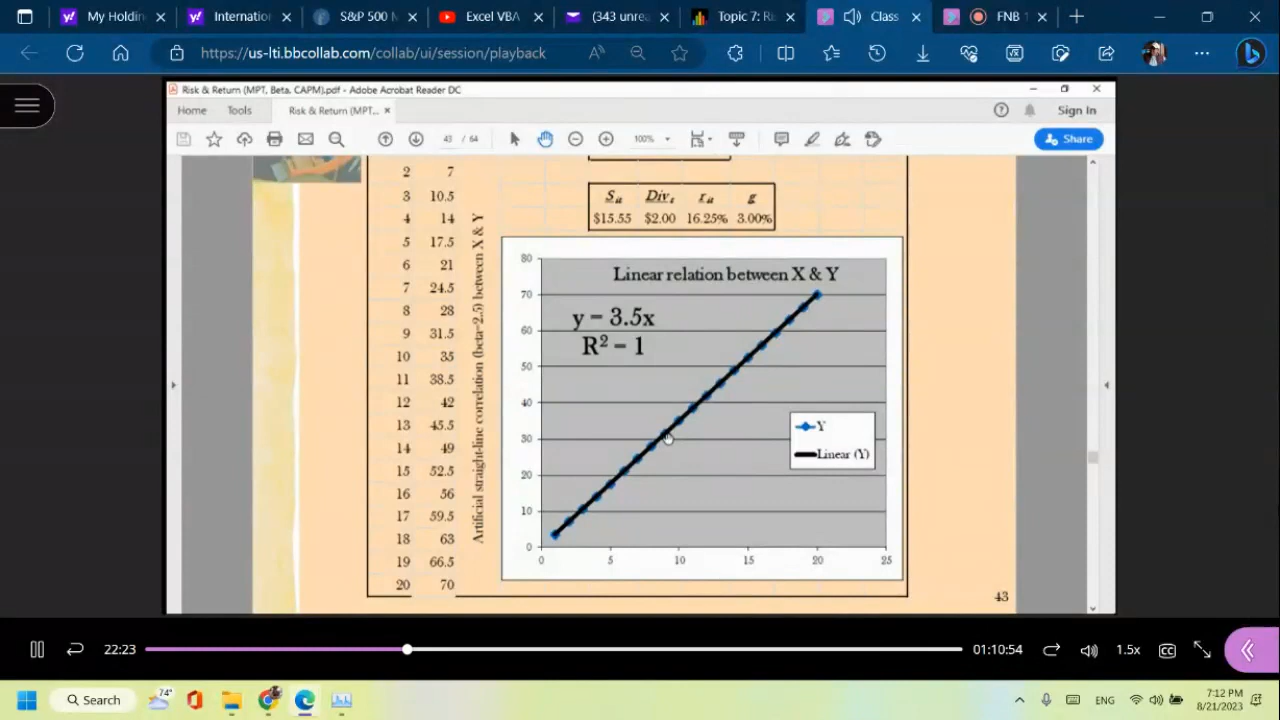 My Holdin
Internatio
S&P 500 M
Excel VBA
(343 unrea
Topic 7: Ri
Class
FNB 1
https://us-lti.bbcollab.com/collab/ui/session/playback
Risk & Return (MPT, Beta, CAPM).pdf - Adobe Acrobat Reader DC
Home Tools Risk & Return (MPT... Sign In
43 / 64 100% Share
2 7
3 10.5
4 14
5 17.5
6 21
7 24.5
8 28
9 31.5
10 35
11 38.5
12 42
13 45.5
14 49
15 52.5
16 56
17 59.5
18 63
19 66.5
20 70
Artificial straight-line correlation (beta=2.5) between X & Y
Div g
$15.55 $2.00 16.25% 3.00%
Linear relation between X & Y
y = 3.5x
R² = 1
80
70
60
50
40
30
20
10
0
0 5 10 15 20 25
Y
Linear (Y)
43
22:23 01:10:54 1.5x CC
Search 74° ENG 7:12 PM
8/21/2023